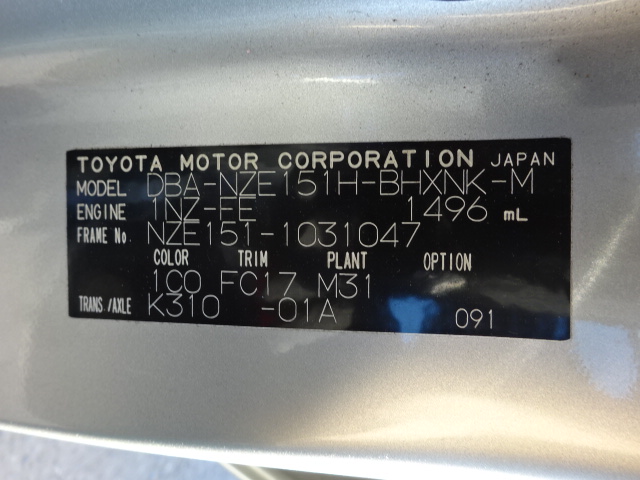 TOYOTA MOTOR CORPORATION JAPAN
MODEL DBA-NZE151H-BHXNK-M
ENGINE 1NZ-FE 1496 mL
FRAME No. NZE151-1031047
COLOR TRIM PLANT OPTION
1C0 FC17 M31
TRANS./AXLE K310 -01A 091